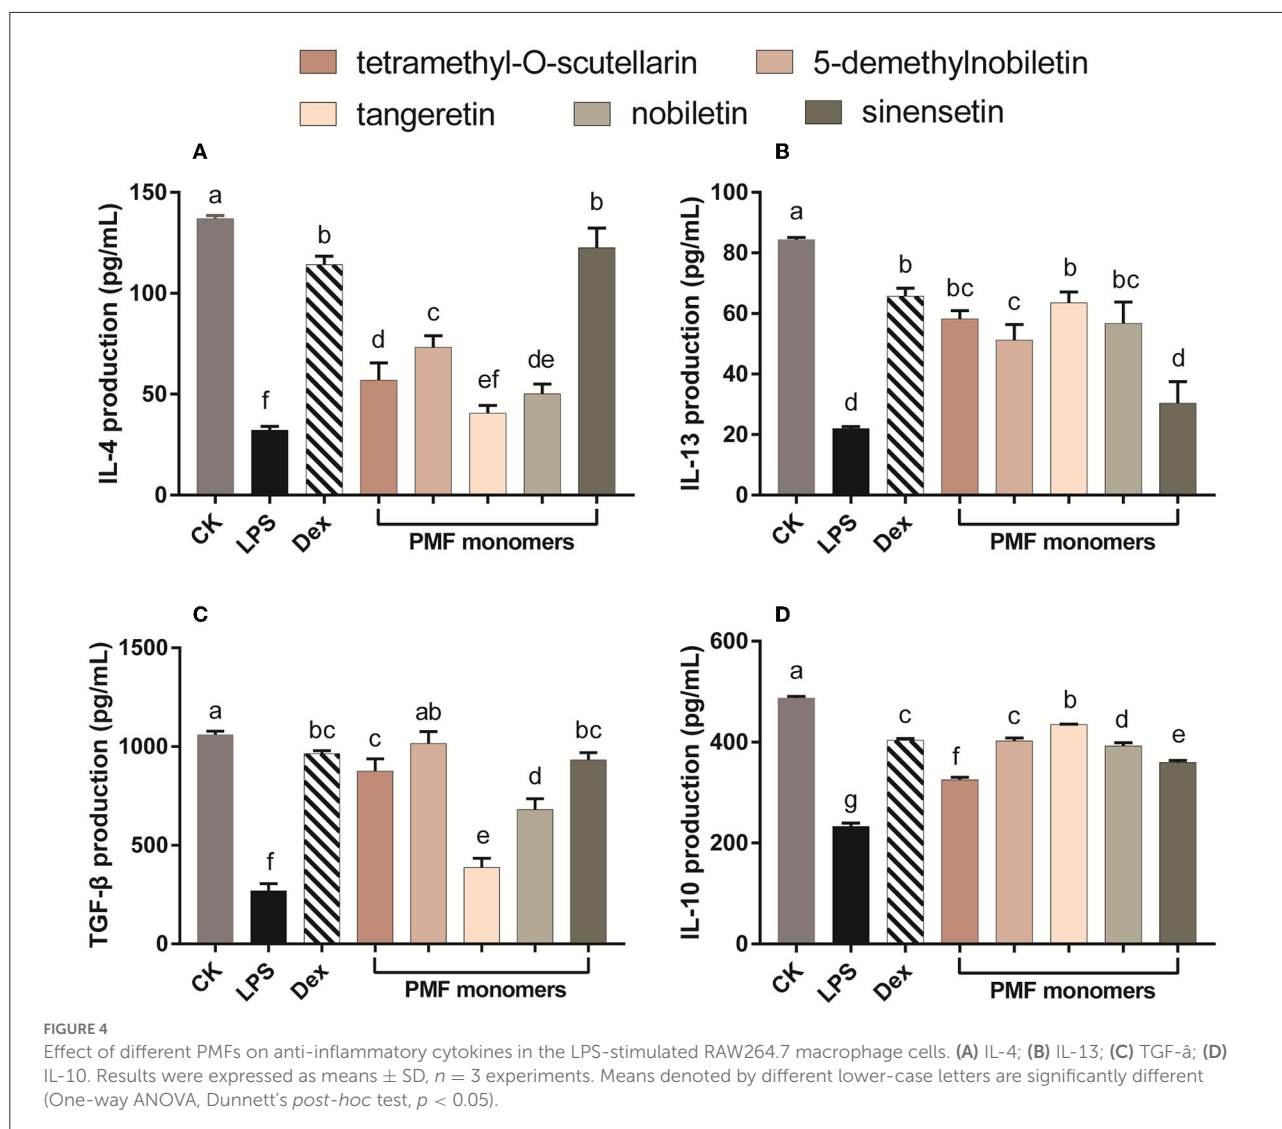 tetramethyl-O-scutellarin 5-demethylnobiletin
tangeretin nobiletin sinensetin
A
IL-4 production (pg/mL)
150
100
50
0
a
f
b
d
c
ef
de
b
CK
LPS
Dex
PMF monomers
B
IL-13 production (pg/mL)
100
80
60
40
20
0
a
d
b
bc
c
b
bc
d
CK
LPS
Dex
PMF monomers
C
TGF-β production (pg/mL)
1500
1000
500
0
a
f
bc
c
ab
e
d
bc
CK
LPS
Dex
PMF monomers
D
IL-10 production (pg/mL)
600
400
200
0
a
g
c
f
c
b
d
e
CK
LPS
Dex
PMF monomers
FIGURE 4
Effect of different PMFs on anti-inflammatory cytokines in the LPS-stimulated RAW264.7 macrophage cells. (A) IL-4; (B) IL-13; (C) TGF-â; (D)
IL-10. Results were expressed as means ± SD, n = 3 experiments. Means denoted by different lower-case letters are significantly different
(One-way ANOVA, Dunnett's post-hoc test, p < 0.05).